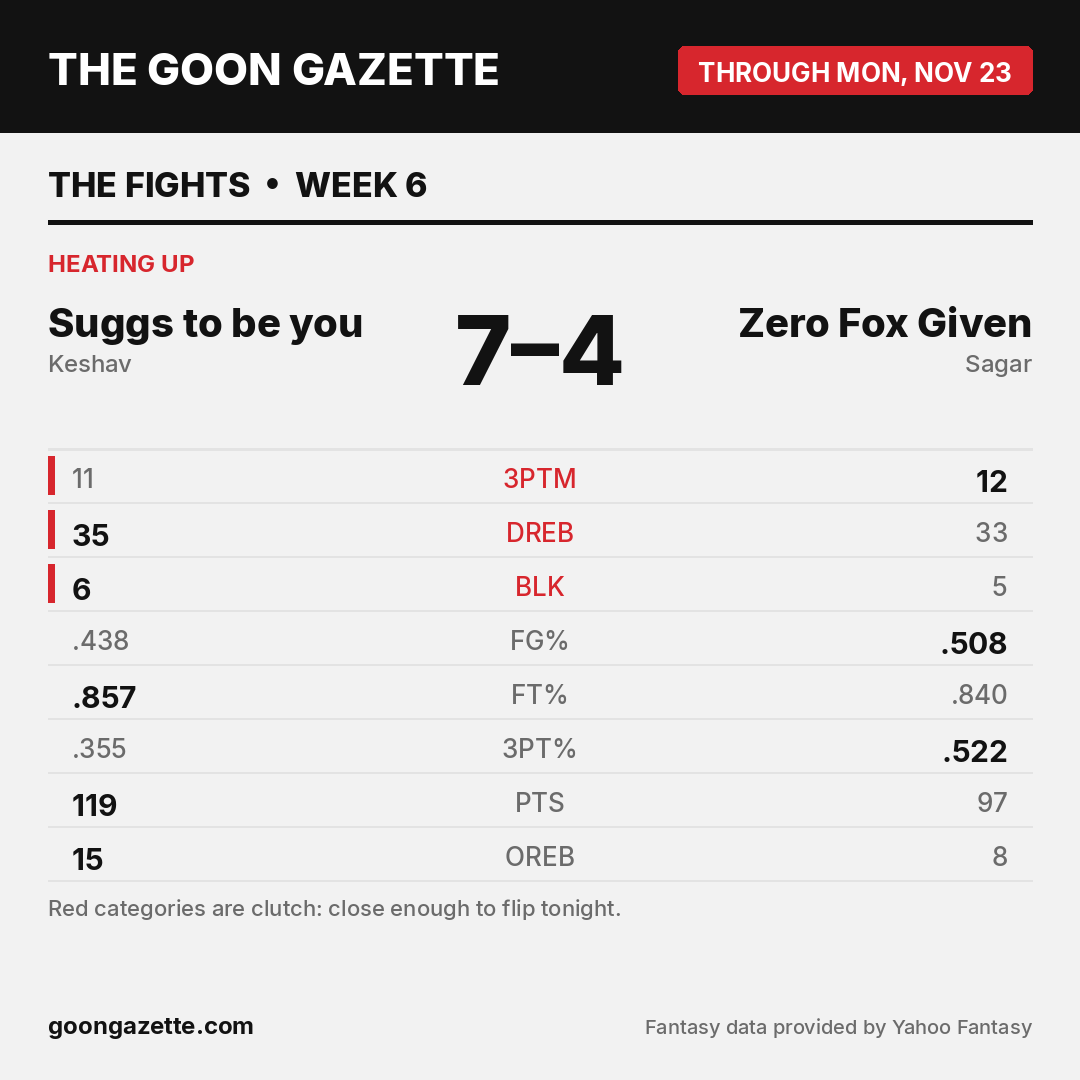 THE GOON GAZETTE THROUGH MON, NOV 23
THE FIGHTS • WEEK 6
HEATING UP
Suggs to be you 7–4 Zero Fox Given
Keshav Sagar
11 3PTM 12
35 DREB 33
6 BLK 5
.438 FG% .508
.857 FT% .840
.355 3PT% .522
119 PTS 97
15 OREB 8
Red categories are clutch: close enough to flip tonight.
goongazette.com Fantasy data provided by Yahoo Fantasy